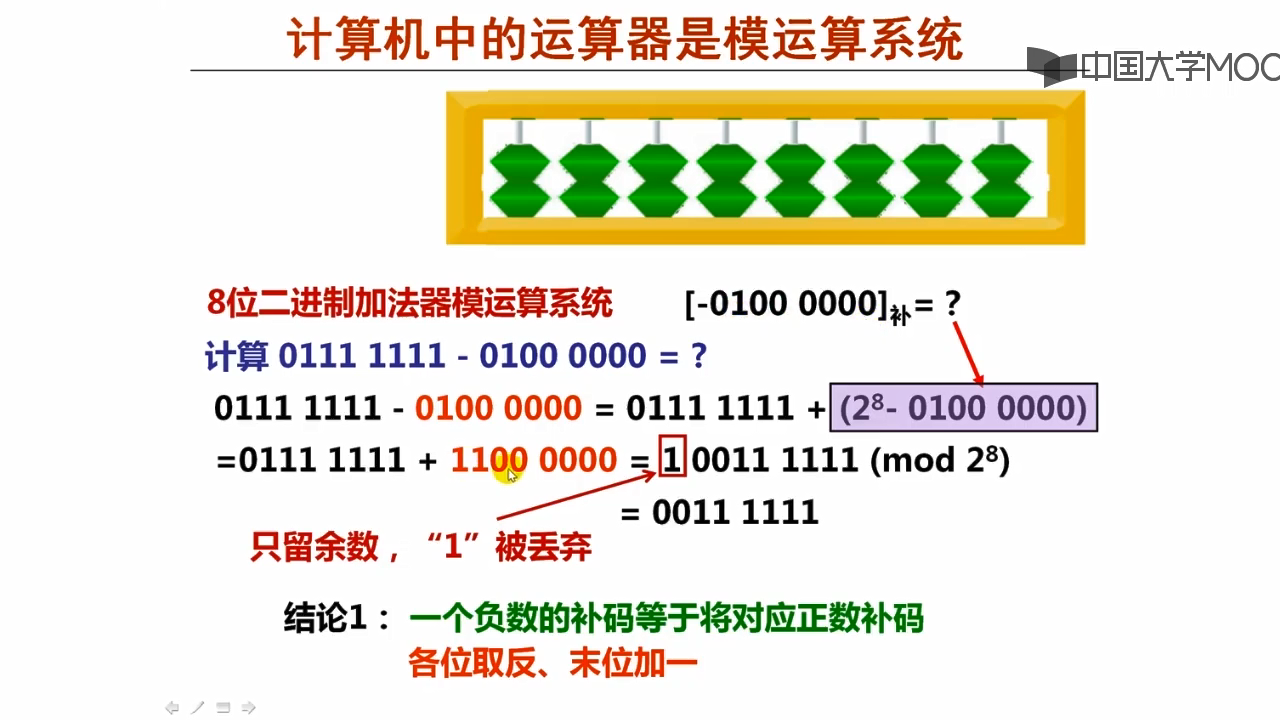 计算机中的运算器是模运算系统
中国大学MOC
8位二进制加法器模运算系统 [-0100 0000]补= ?
计算 0111 1111 - 0100 0000 = ?
0111 1111 - 0100 0000 = 0111 1111 + (2⁸- 0100 0000)
=0111 1111 + 1100 0000 = 1 0011 1111 (mod 2⁸)
= 0011 1111
只留余数，“1”被丢弃
结论1： 一个负数的补码等于将对应正数补码
各位取反、末位加一